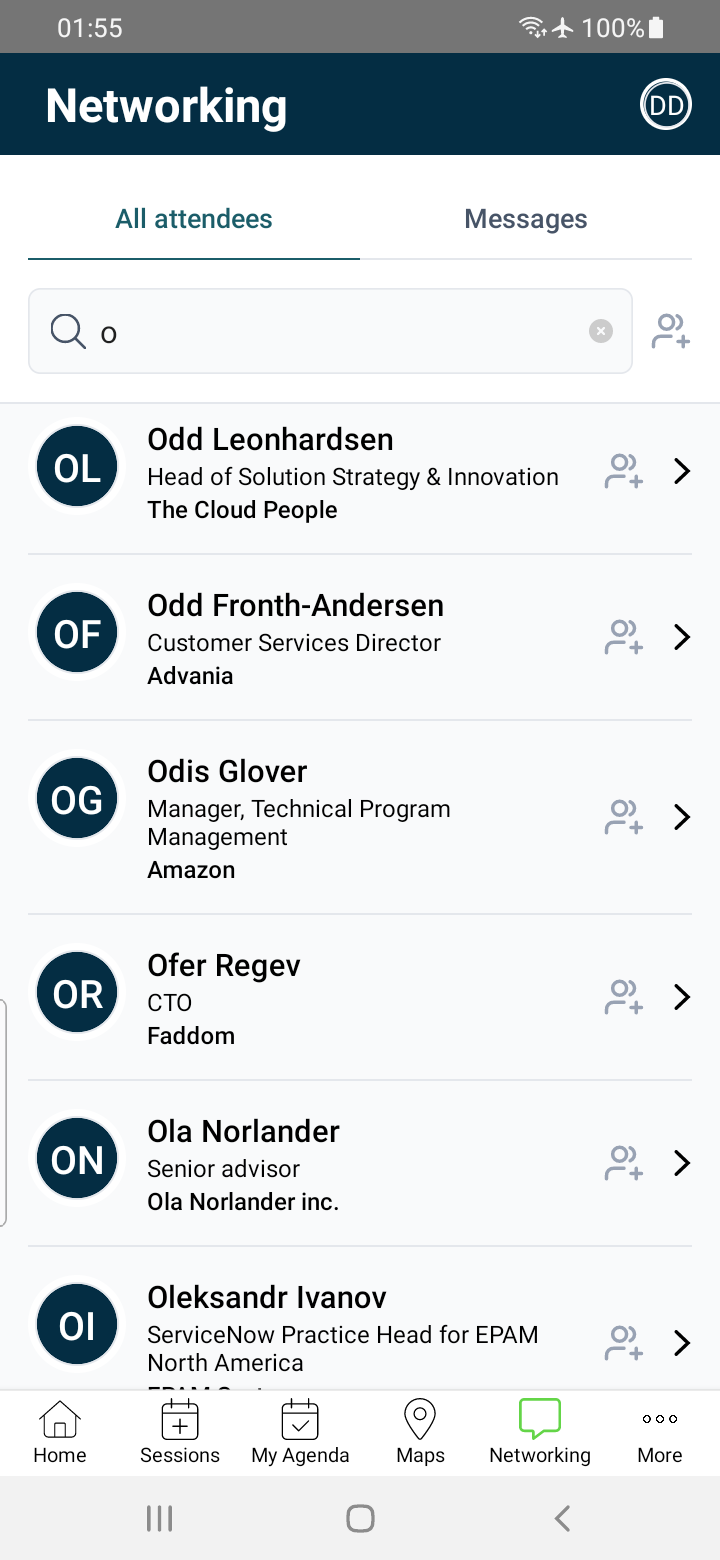 01:55
100%
Networking
DD
All attendees
Messages
o
OL
Odd Leonhardsen
Head of Solution Strategy & Innovation
The Cloud People
OF
Odd Fronth-Andersen
Customer Services Director
Advania
OG
Odis Glover
Manager, Technical Program
Management
Amazon
OR
Ofer Regev
CTO
Faddom
ON
Ola Norlander
Senior advisor
Ola Norlander inc.
OI
Oleksandr Ivanov
ServiceNow Practice Head for EPAM
North America
Home
Sessions
My Agenda
Maps
Networking
More